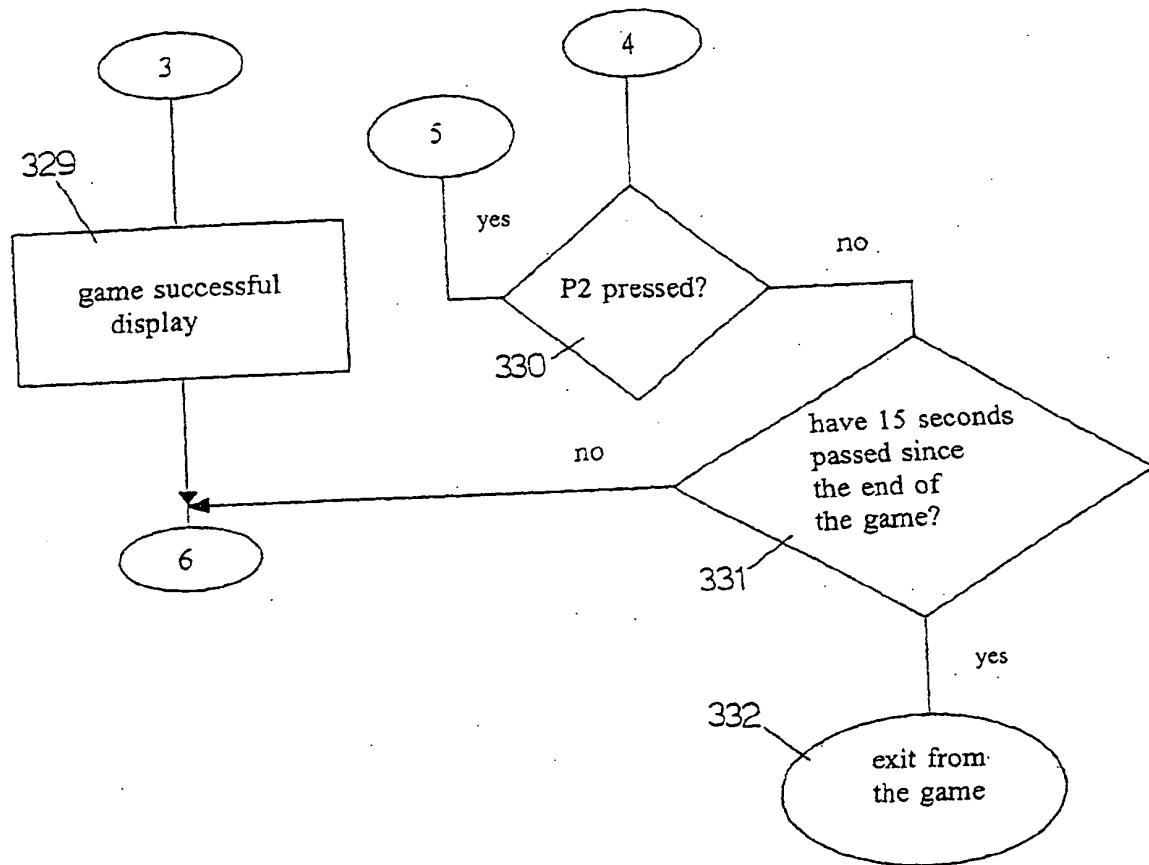 3
4
5
329
yes
no
game successful
display
P2 pressed?
330
have 15 seconds
passed since
the end of
the game?
no
6
331
yes
332
exit from
the game